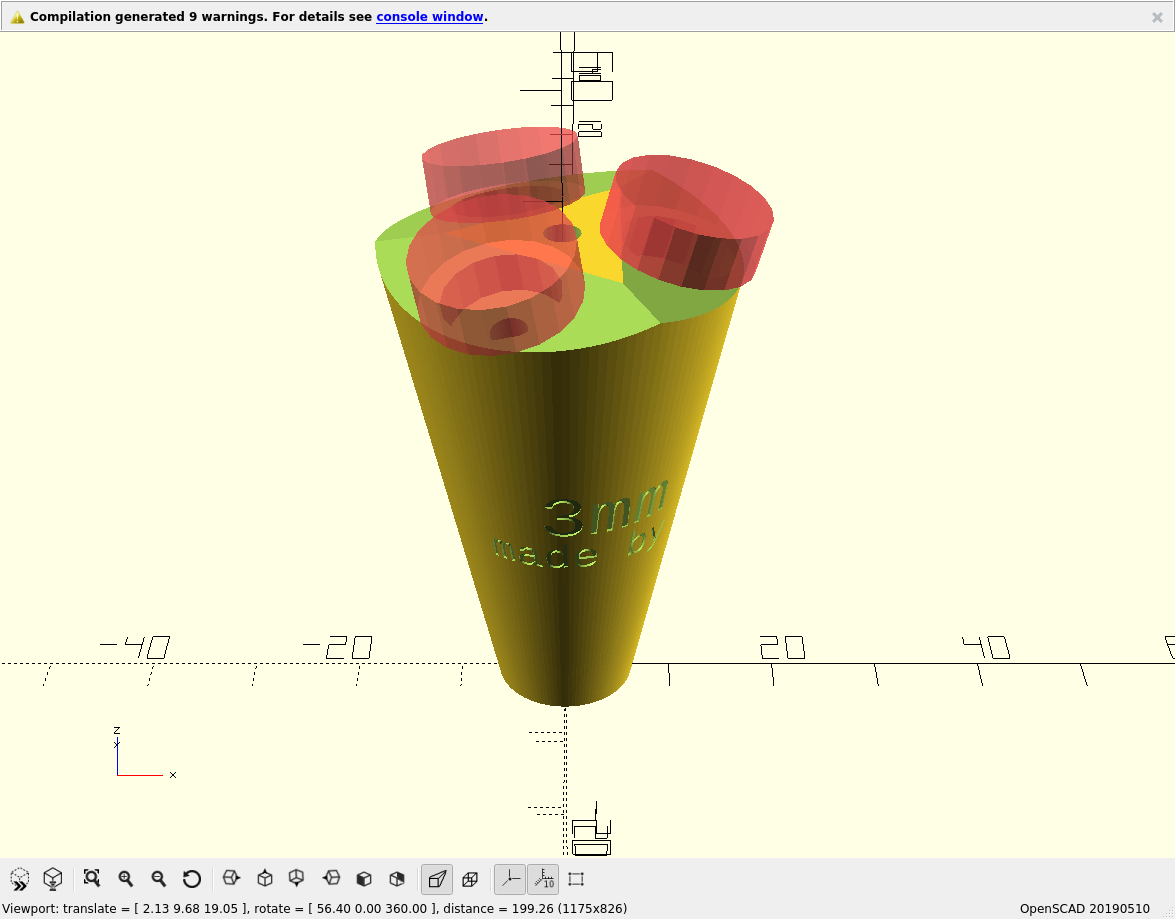 Compilation generated 9 warnings. For details see console window.
3mm
made by
-40
-20
20
40
z
x
10
Viewport: translate = [ 2.13 9.68 19.05 ], rotate = [ 56.40 0.00 360.00 ], distance = 199.26 (1175x826)
OpenSCAD 20190510